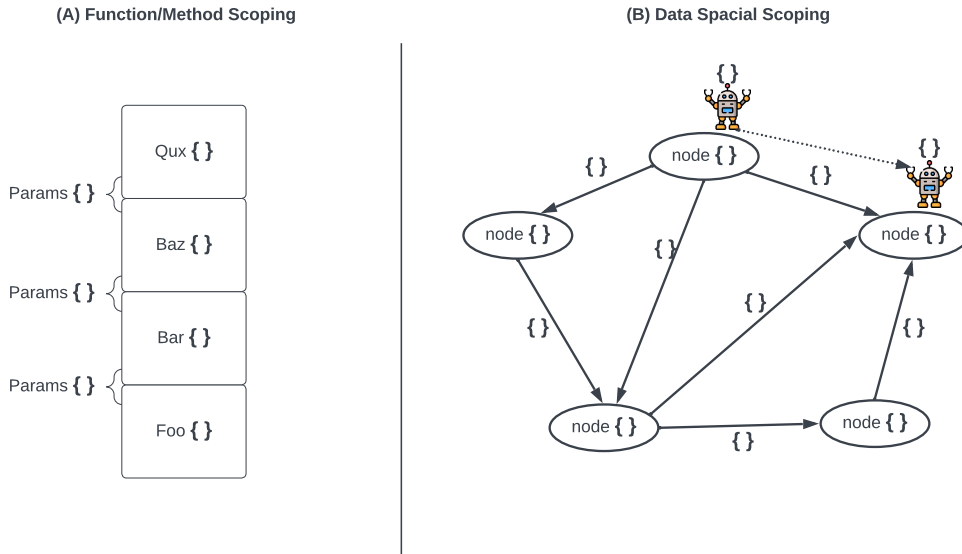 (A) Function/Method Scoping
Qux { }
Params { }
Baz { }
Params { }
Bar { }
Params { }
Foo { }
(B) Data Spacial Scoping
{ }
{ }
node { }
{ }
{ }
node { }
node { }
{ }
{ }
{ }
{ }
node { }
node { }
{ }